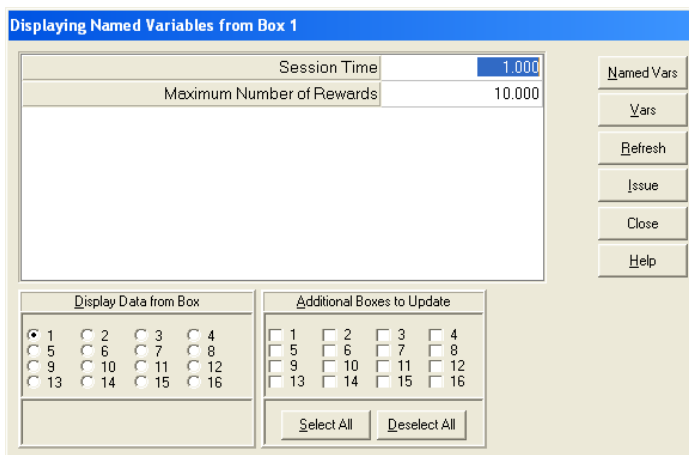 Displaying Named Variables from Box 1
Session Time 1.000
Maximum Number of Rewards 10.000
Named Vars
Vars
Refresh
Issue
Close
Help
Display Data from Box
1 2 3 4
5 6 7 8
9 10 11 12
13 14 15 16
Additional Boxes to Update
1 2 3 4
5 6 7 8
9 10 11 12
13 14 15 16
Select All Deselect All